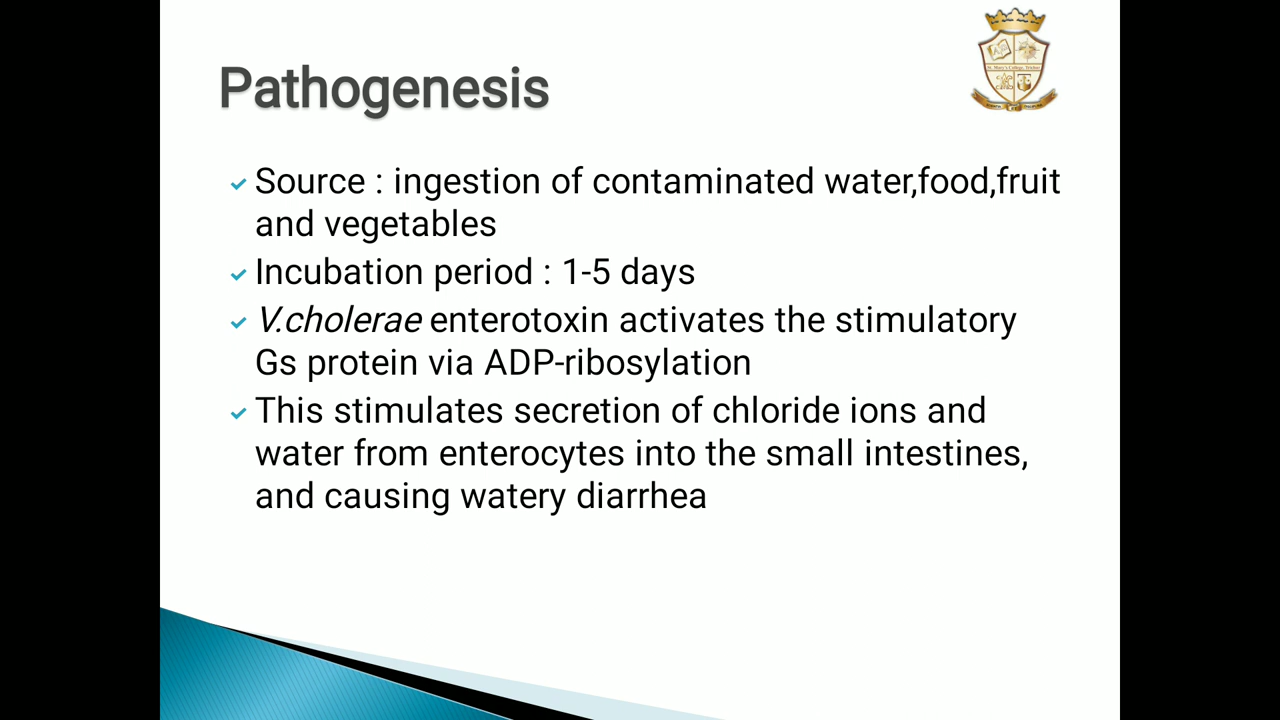 Pathogenesis
Source : ingestion of contaminated water,food,fruit
and vegetables
Incubation period : 1-5 days
V.cholerae enterotoxin activates the stimulatory
Gs protein via ADP-ribosylation
This stimulates secretion of chloride ions and
water from enterocytes into the small intestines,
and causing watery diarrhea